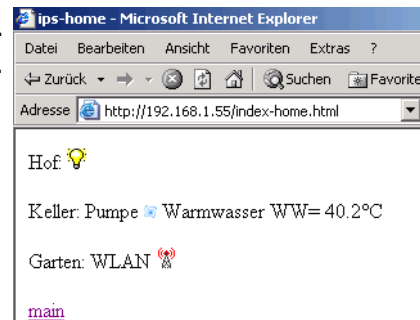 ips-home - Microsoft Internet Explorer
Datei Bearbeiten Ansicht Favoriten Extras ?
Zurück Suchen Favorite
Adresse http://192.168.1.55/index-home.html
Hof:
Keller: Pumpe Warmwasser WW= 40.2°C
Garten: WLAN
main